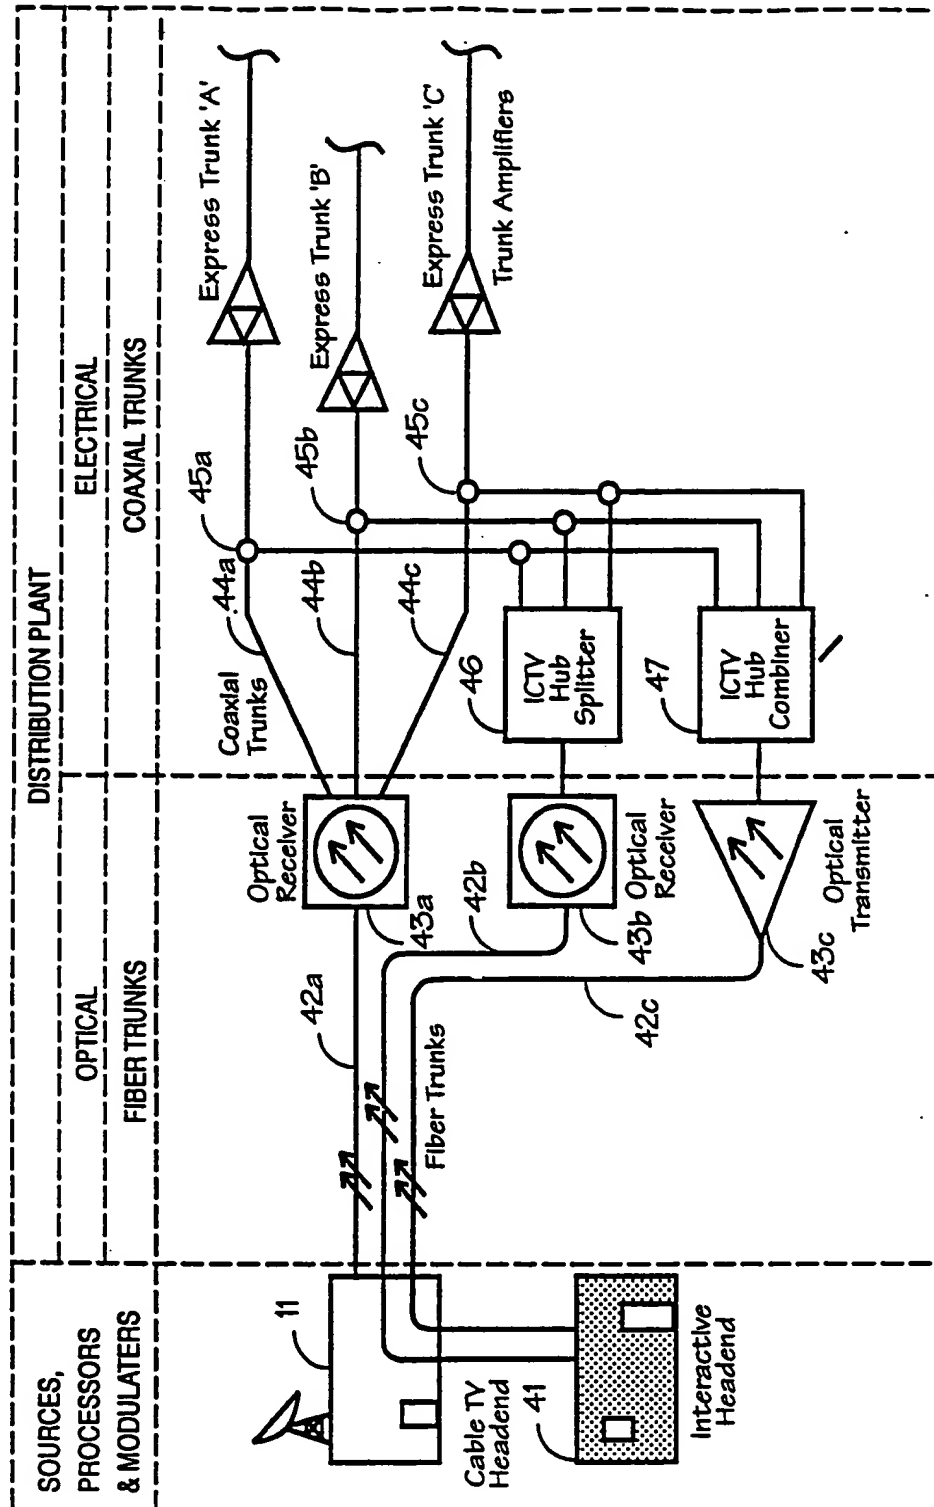 DISTRIBUTION PLANT
SOURCES,
PROCESSORS
& MODULATERS
OPTICAL
ELECTRICAL
FIBER TRUNKS
COAXIAL TRUNKS
11
Cable TV
Headend
41
Interactive
Headend
42a
Fiber Trunks
42b
42c
Optical
Receiver
43a
Optical
Receiver
43b
Optical
Transmitter
43c
Coaxial
Trunks
44a
44b
44c
45a
45b
45c
46
ICTV
Hub
Splitter
47
ICTV
Hub
Combiner
Express Trunk 'A'
Express Trunk 'B'
Express Trunk 'C'
Trunk Amplifiers